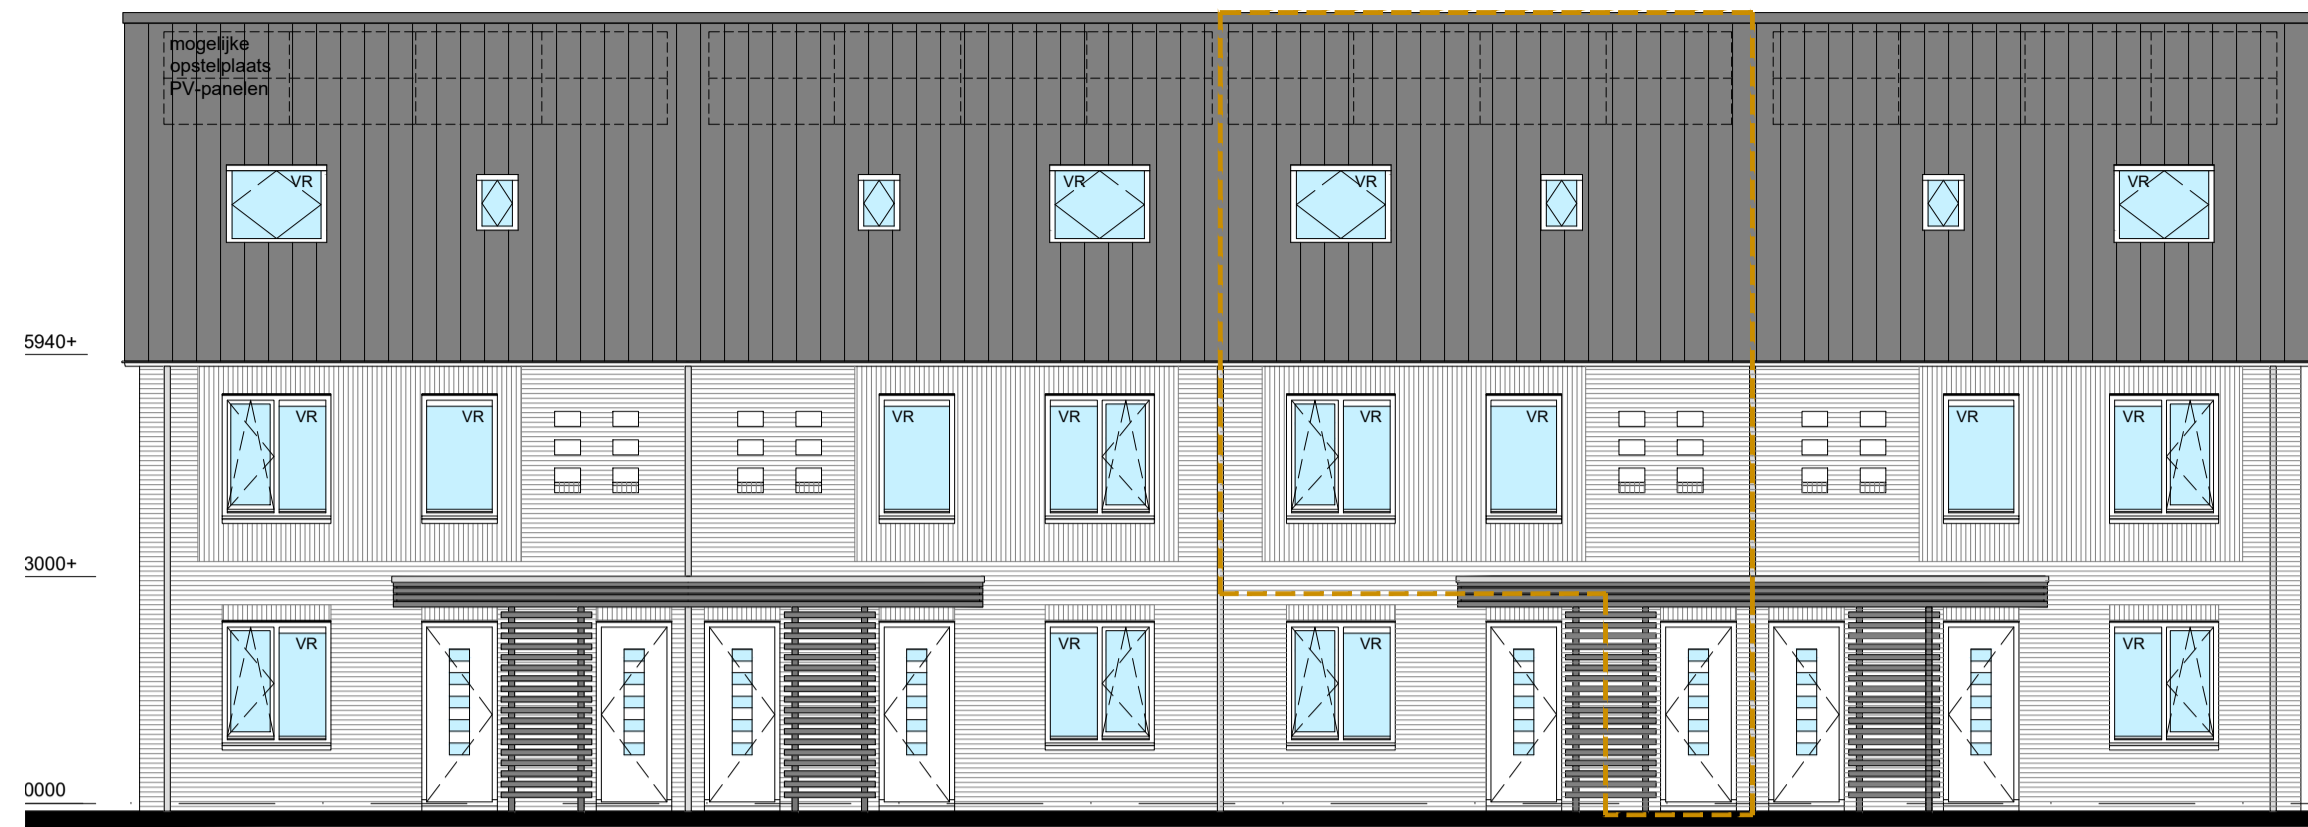 mogelijke
opstelplaats
PV-panelen
VR VR VR VR
5940+
VR VR VR VR VR VR VR VR
3000+
VR VR VR VR
0000